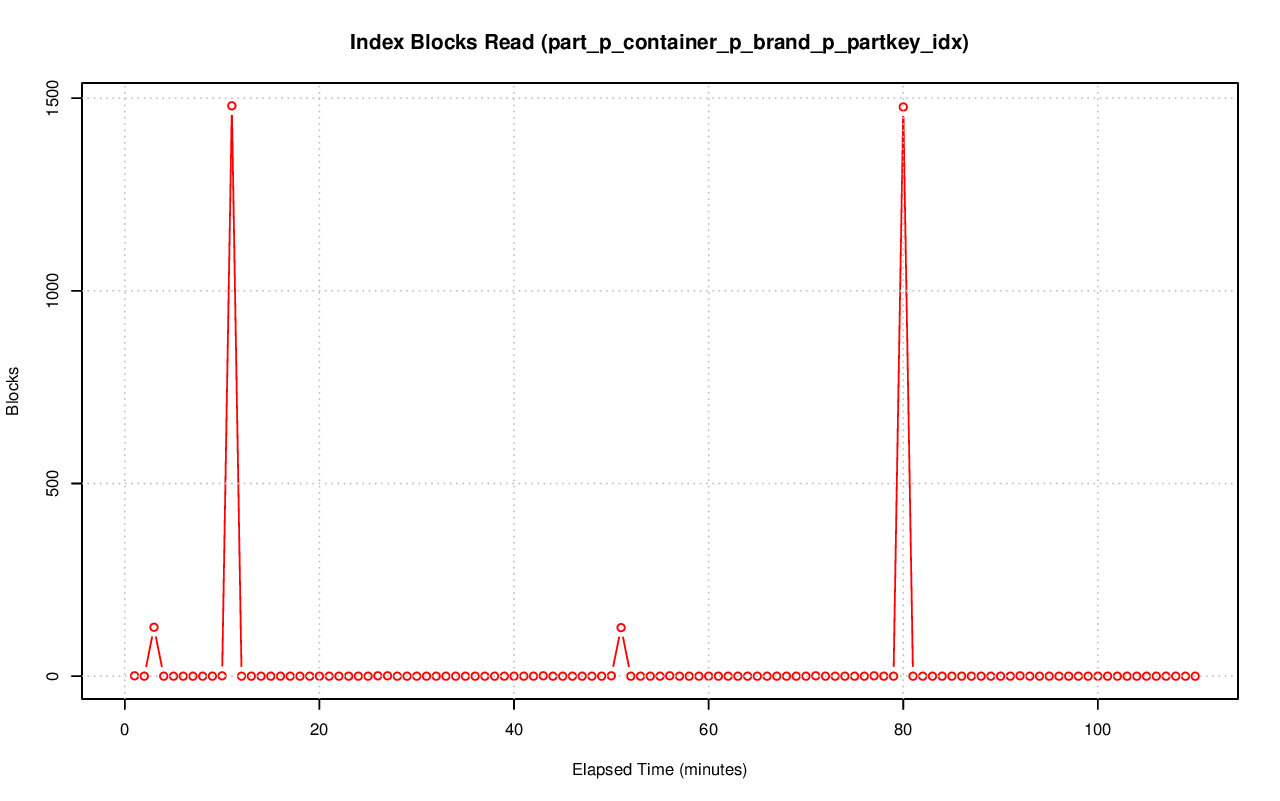 Index Blocks Read (part_p_container_p_brand_p_partkey_idx)
1500
1000
500
0
Blocks
0 20 40 60 80 100
Elapsed Time (minutes)